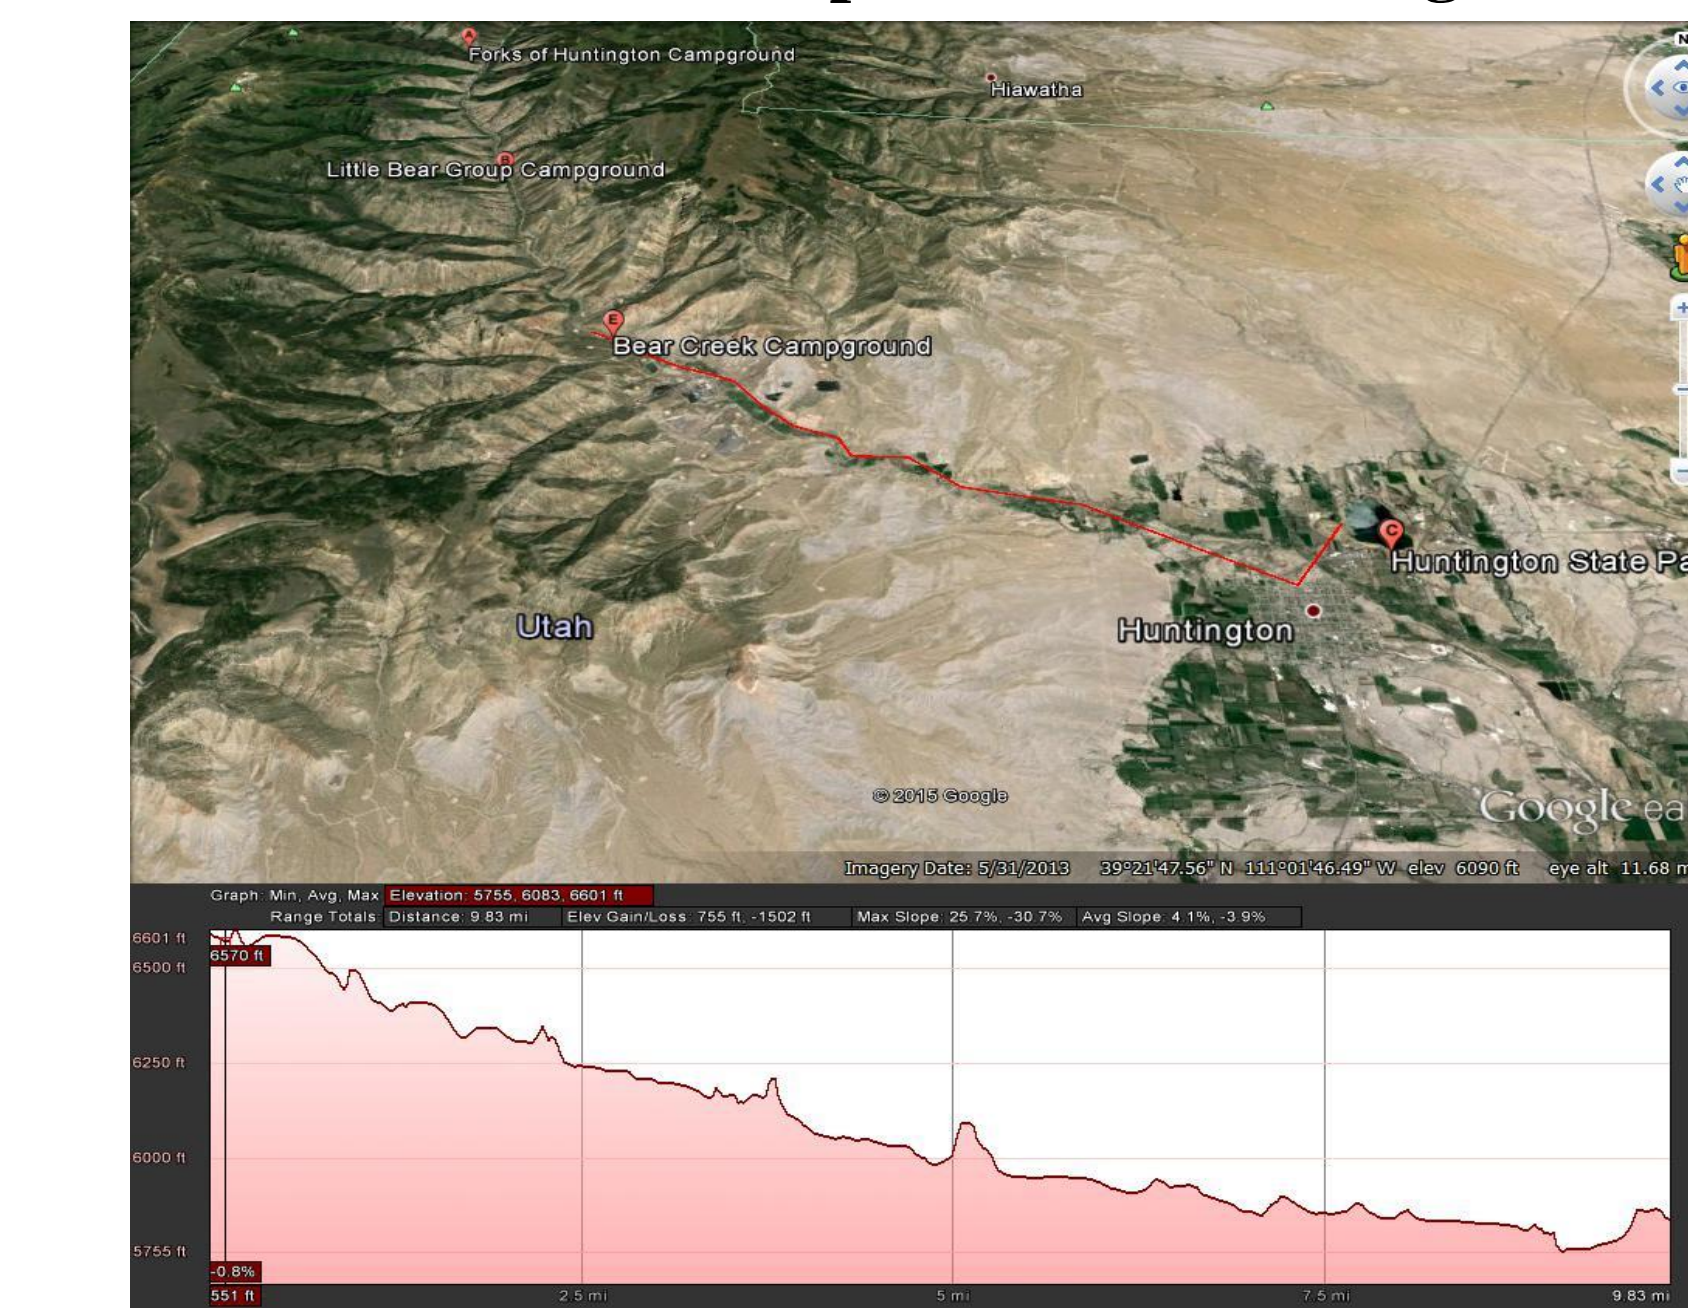 A
Forks of Huntington Campground
Hiawatha
N
B
Little Bear Group Campground
E
Bear Creek Campground
C
Huntington State Pa
Utah
Huntington
© 2015 Google
Google ea
Imagery Date: 5/31/2013 39°21'47.56" N 111°01'46.49" W elev 6090 ft eye alt 11.68 m
Graph: Min, Avg, Max Elevation: 5755, 6083, 6601 ft
Range Totals: Distance: 9.83 mi Elev Gain/Loss: 755 ft, -1502 ft Max Slope: 25.7%, -30.7% Avg Slope: 4.1%, -3.9%
6601 ft
6570 ft
6500 ft
6250 ft
6000 ft
5755 ft
-0.8%
551 ft 2.5 mi 5 mi 7.5 mi 9.83 mi